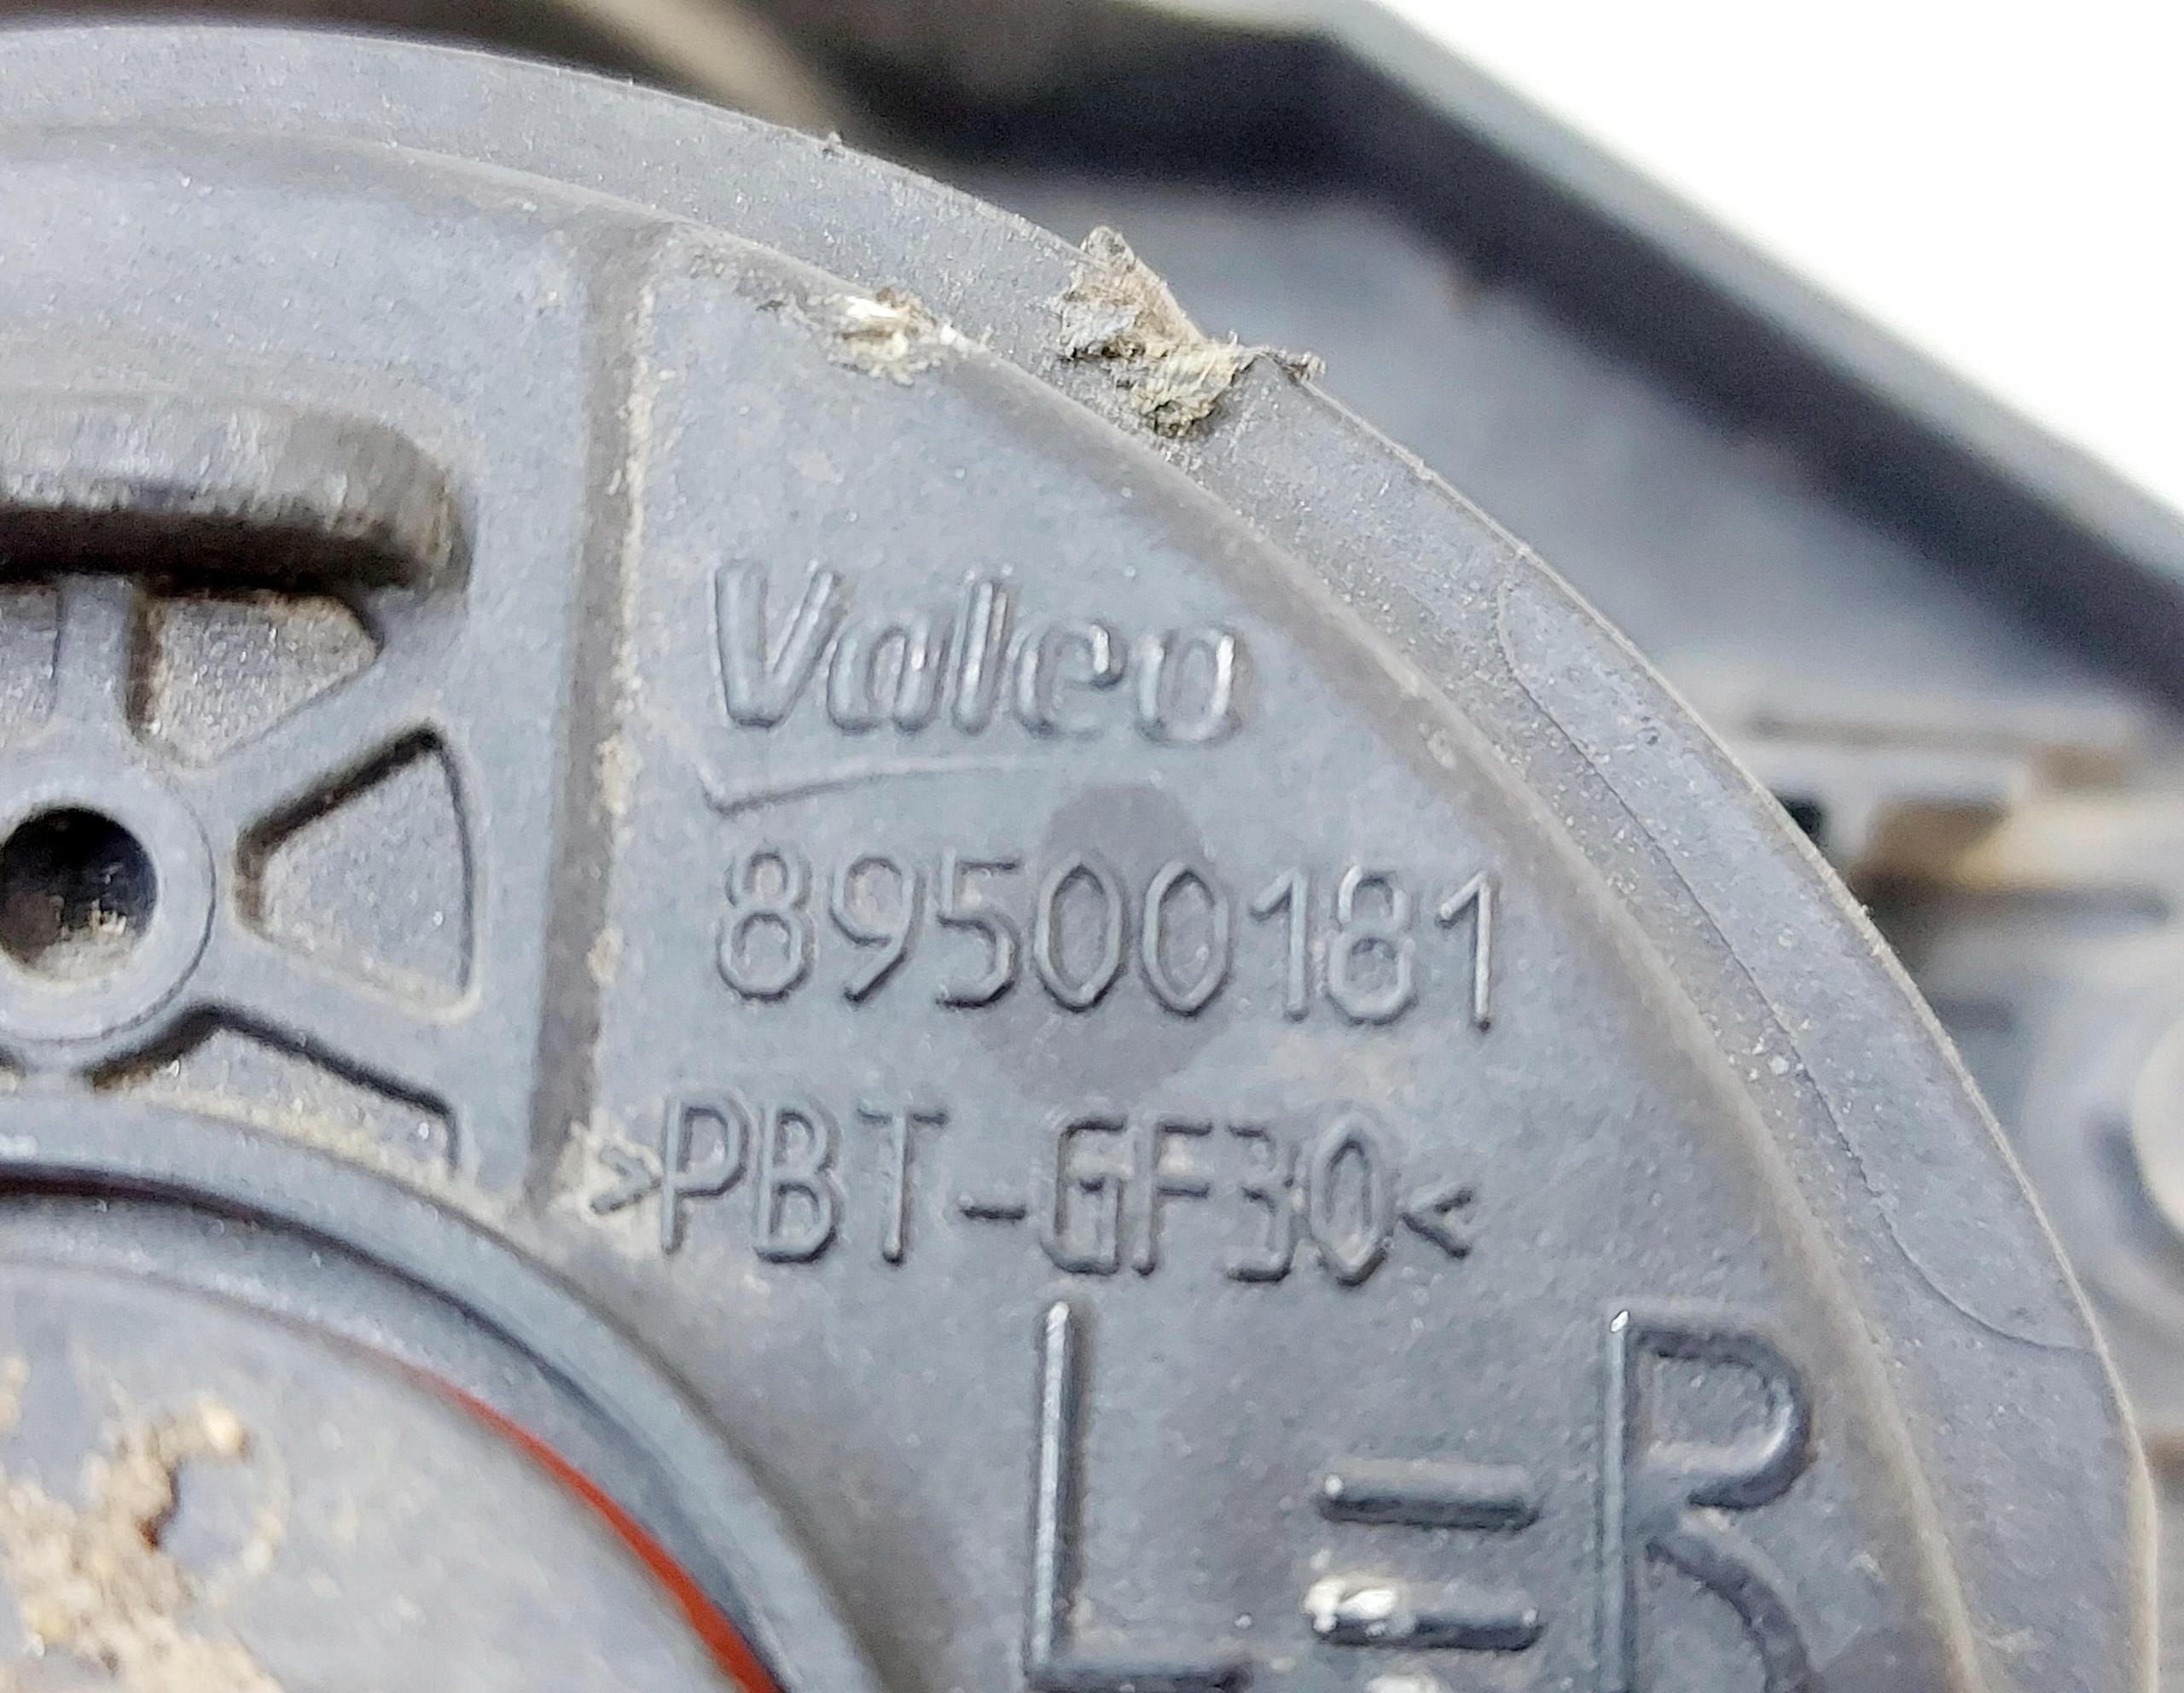 Valeo
89500181
>PBT-GF30<
L=R